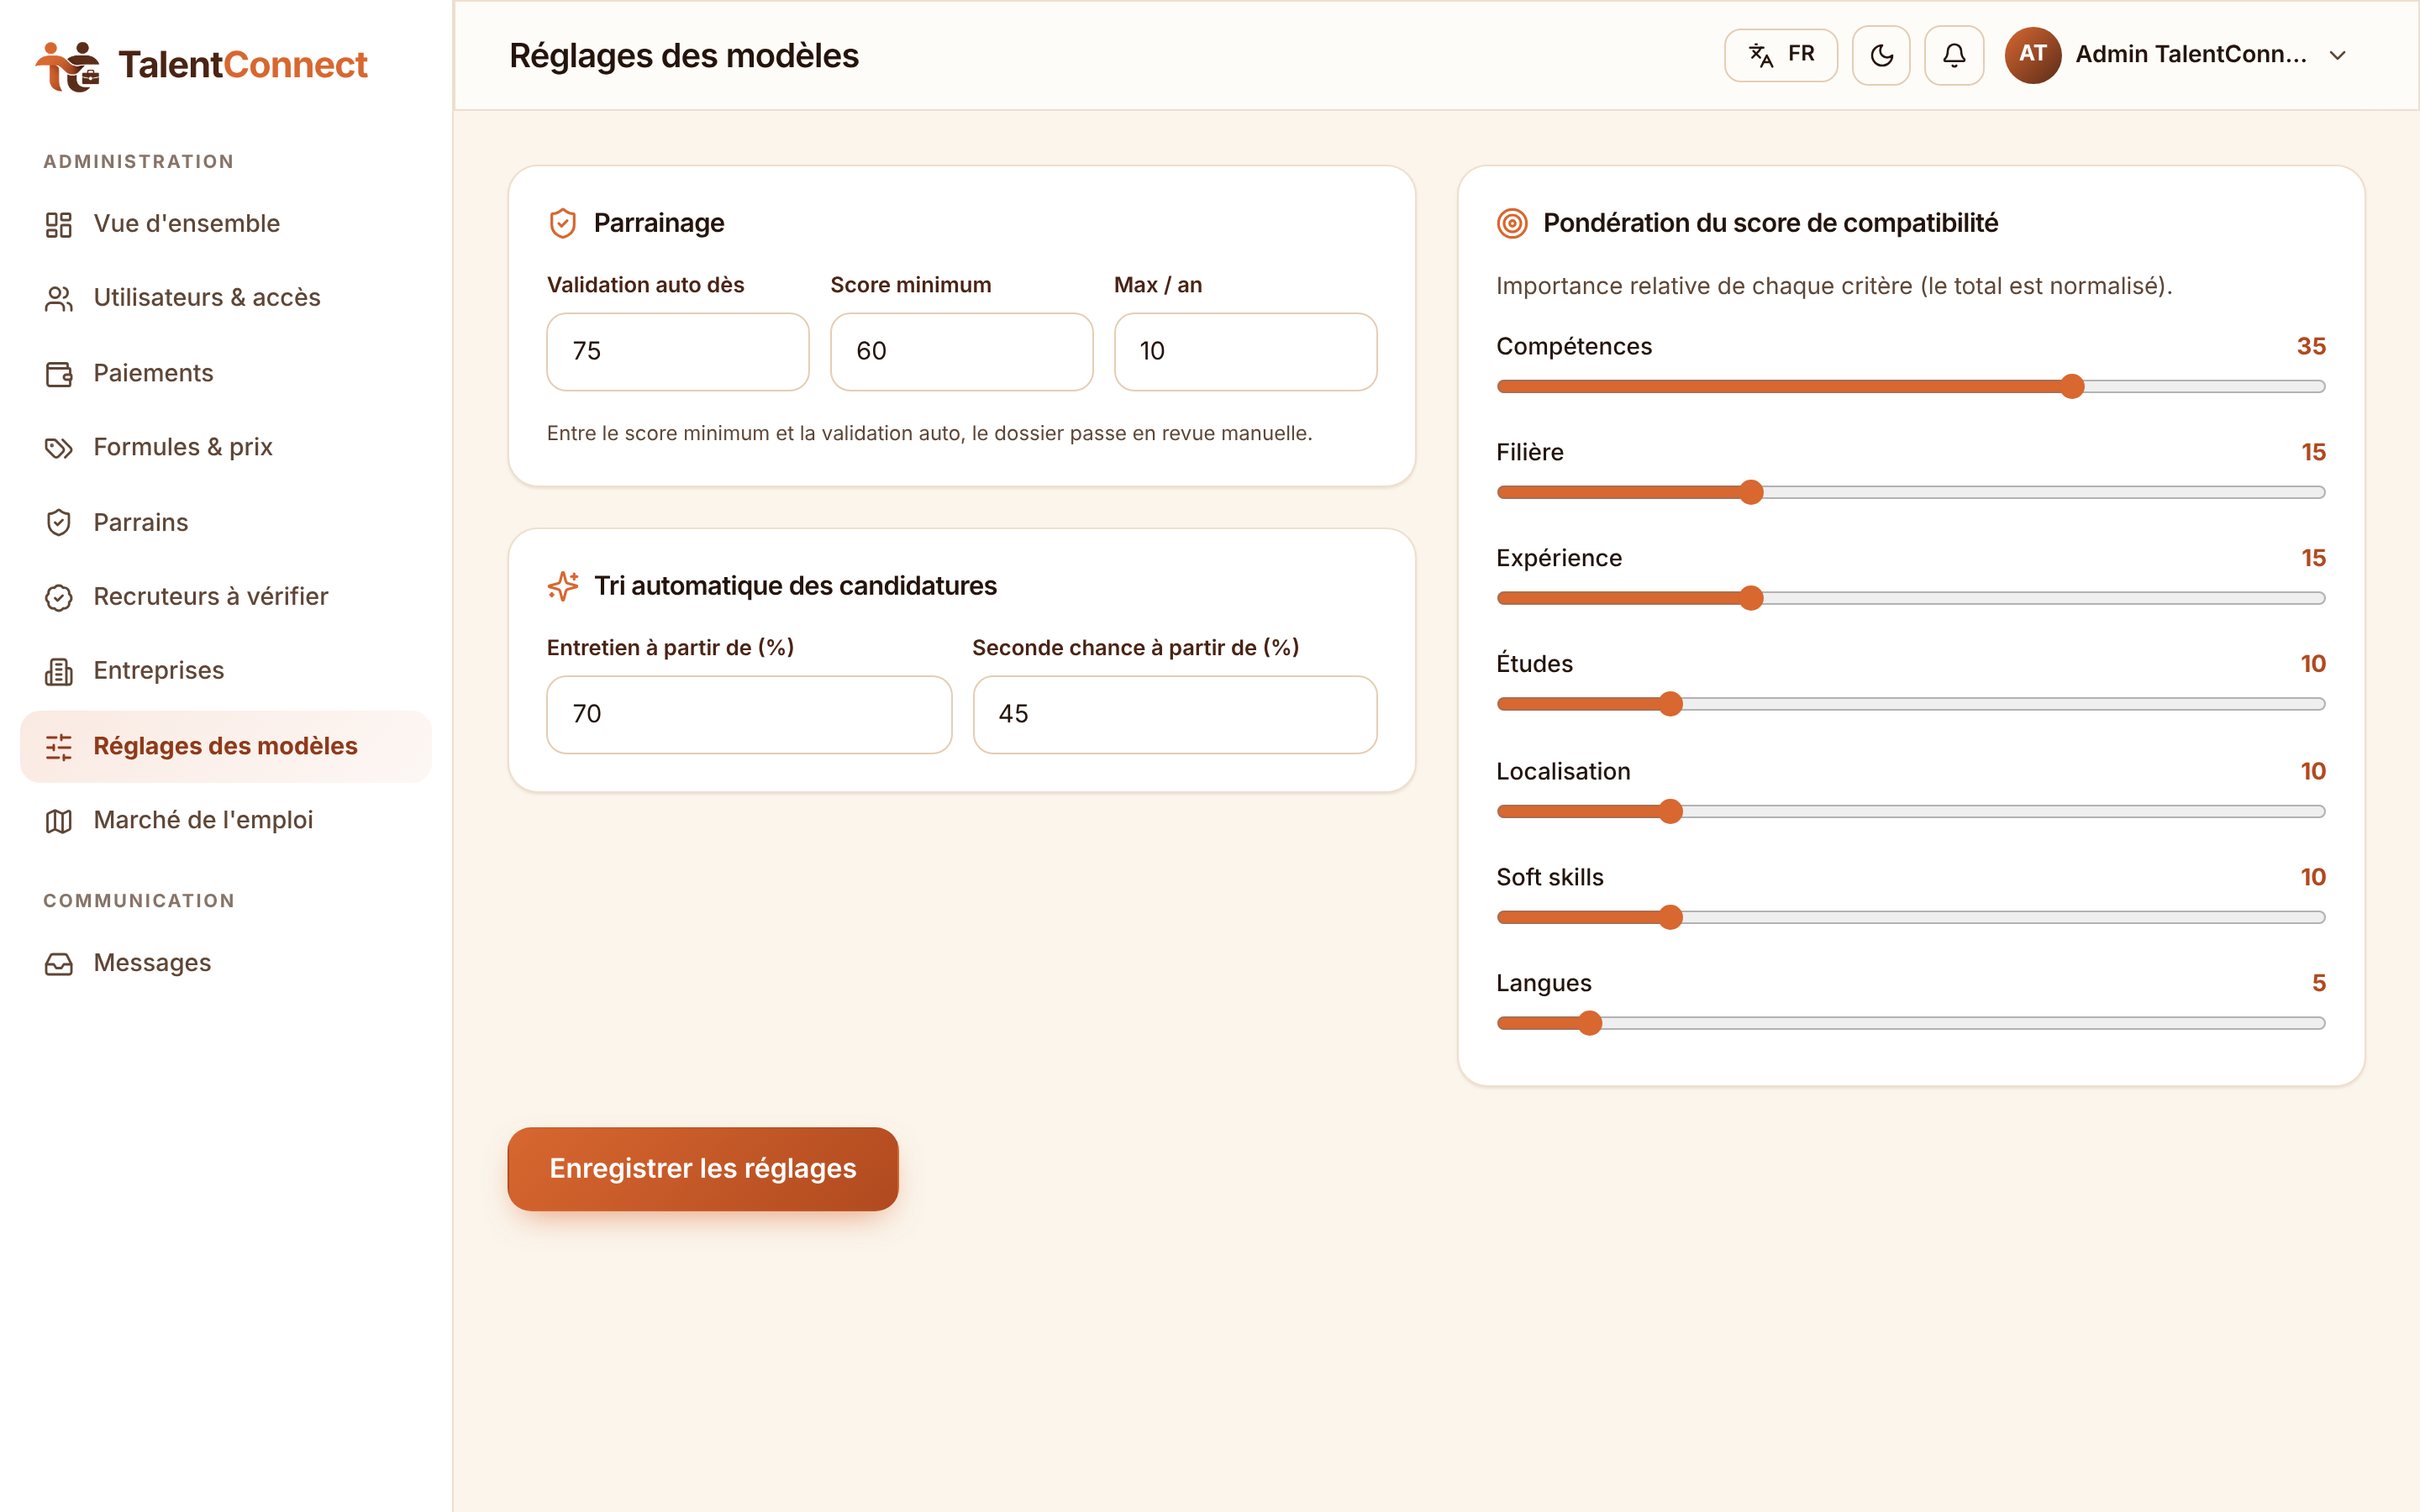 TalentConnect
ADMINISTRATION
Vue d'ensemble
Utilisateurs & accès
Paiements
Formules & prix
Parrains
Recruteurs à vérifier
Entreprises
Réglages des modèles
Marché de l'emploi
COMMUNICATION
Messages
Réglages des modèles
FR
AT
Admin TalentConn...
Parrainage
Validation auto dès
Score minimum
Max / an
75
60
10
Entre le score minimum et la validation auto, le dossier passe en revue manuelle.
Tri automatique des candidatures
Entretien à partir de (%)
Seconde chance à partir de (%)
70
45
Pondération du score de compatibilité
Importance relative de chaque critère (le total est normalisé).
Compétences 35
Filière 15
Expérience 15
Études 10
Localisation 10
Soft skills 10
Langues 5
Enregistrer les réglages